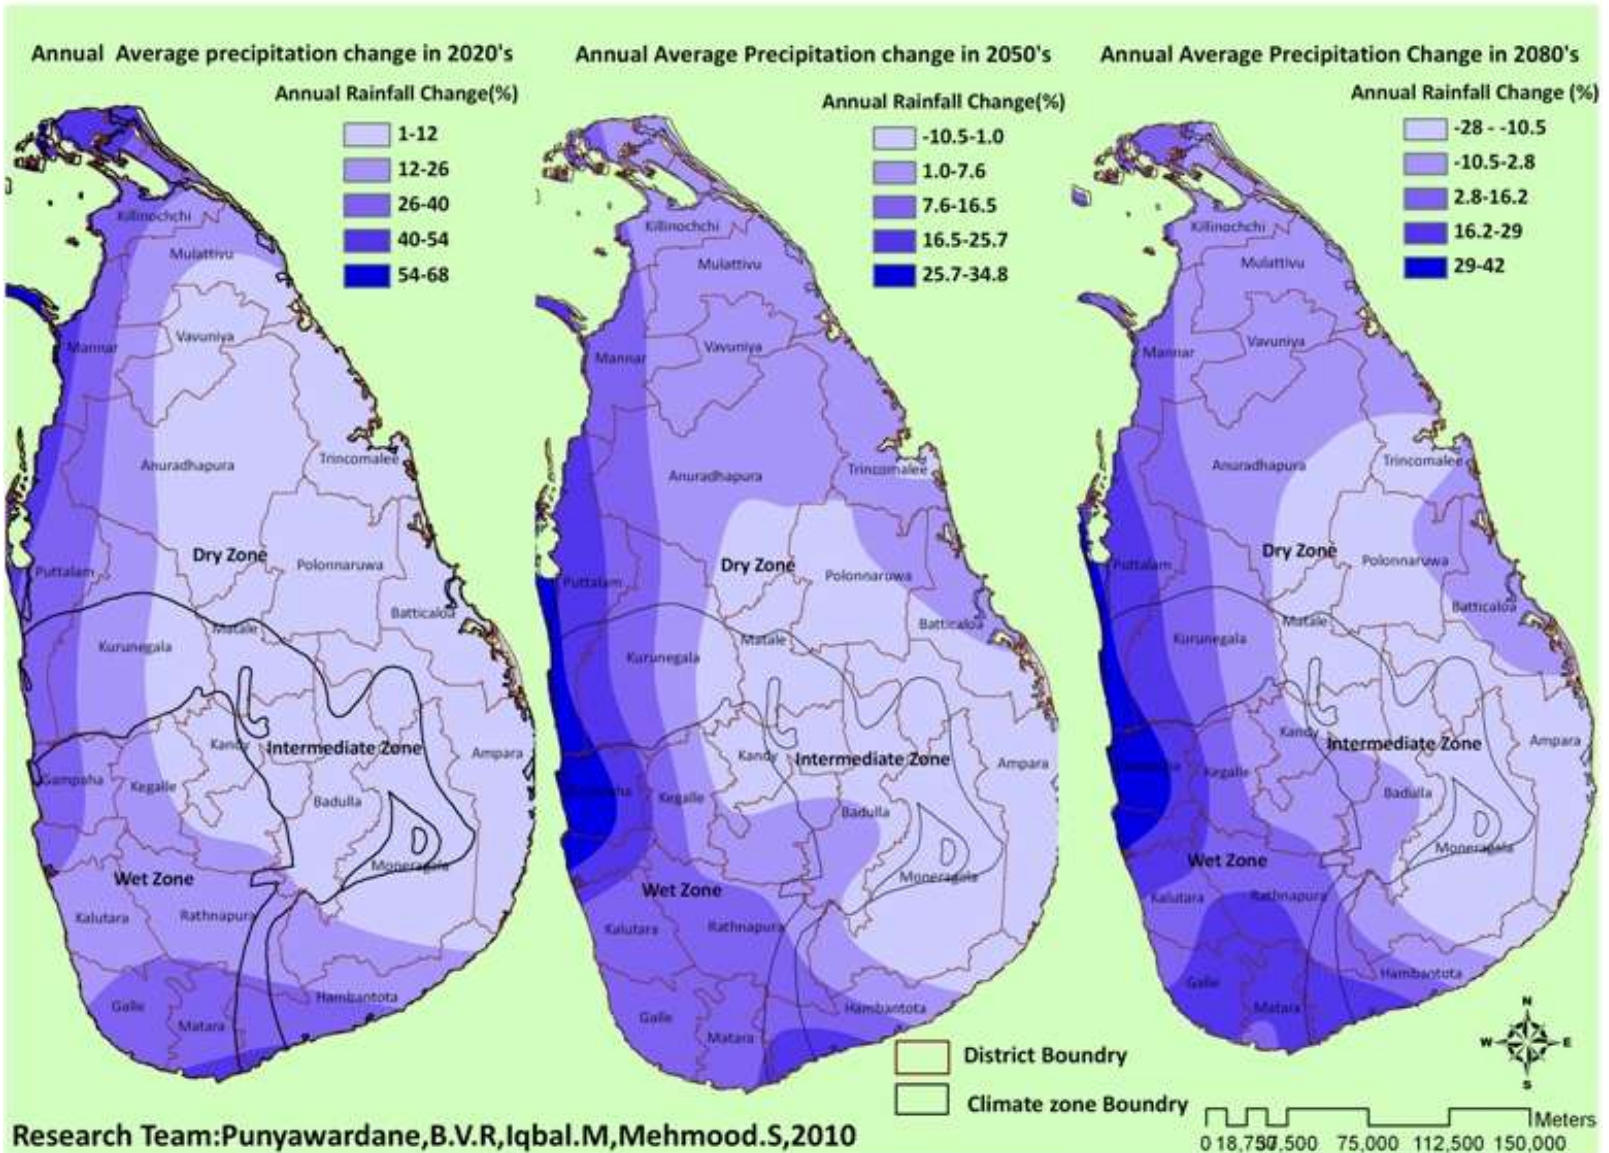 Annual Average precipitation change in 2020's
Annual Rainfall Change(%)
1-12
12-26
26-40
40-54
54-68
Killinochchi
Mulattivu
Vavuniya
Mannar
Anuradhapura
Trincomalee
Dry Zone
Puttalam
Polonnaruwa
Batticaloa
Matale
Kurunegala
Kandy
Intermediate Zone
Ampara
Gampaha
Kegalle
Badulla
Moneragala
Wet Zone
Kalutara
Rathnapura
Galle
Hambantota
Matara
Annual Average Precipitation change in 2050's
Annual Rainfall Change(%)
-10.5-1.0
1.0-7.6
7.6-16.5
16.5-25.7
25.7-34.8
Killinochchi
Mulattivu
Vavuniya
Mannar
Anuradhapura
Trincomalee
Dry Zone
Puttalam
Polonnaruwa
Batticaloa
Matale
Kurunegala
Kandy
Intermediate Zone
Ampara
Gampaha
Kegalle
Badulla
Moneragala
Wet Zone
Kalutara
Rathnapura
Galle
Hambantota
Matara
Annual Average Precipitation Change in 2080's
Annual Rainfall Change (%)
-28 - -10.5
-10.5-2.8
2.8-16.2
16.2-29
29-42
Killinochchi
Mulattivu
Vavuniya
Mannar
Anuradhapura
Trincomalee
Dry Zone
Puttalam
Polonnaruwa
Batticaloa
Matale
Kurunegala
Kandy
Intermediate Zone
Ampara
Gampaha
Kegalle
Badulla
Moneragala
Wet Zone
Kalutara
Rathnapura
Galle
Hambantota
Matara
N
W E
S
District Boundry
Climate zone Boundry
Meters
0 18,75037,500 75,000 112,500 150,000
Research Team:Punyawardane,B.V.R,Iqbal.M,Mehmood.S,2010